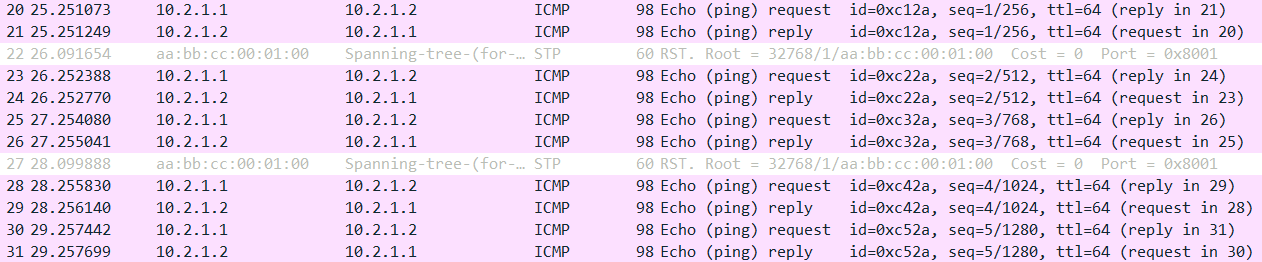 20 25.251073 10.2.1.1 10.2.1.2 ICMP 98 Echo (ping) request id=0xc12a, seq=1/256, ttl=64 (reply in 21)
21 25.251249 10.2.1.2 10.2.1.1 ICMP 98 Echo (ping) reply id=0xc12a, seq=1/256, ttl=64 (request in 20)
22 26.091654 aa:bb:cc:00:01:00 Spanning-tree-(for-… STP 60 RST. Root = 32768/1/aa:bb:cc:00:01:00 Cost = 0 Port = 0x8001
23 26.252388 10.2.1.1 10.2.1.2 ICMP 98 Echo (ping) request id=0xc22a, seq=2/512, ttl=64 (reply in 24)
24 26.252770 10.2.1.2 10.2.1.1 ICMP 98 Echo (ping) reply id=0xc22a, seq=2/512, ttl=64 (request in 23)
25 27.254080 10.2.1.1 10.2.1.2 ICMP 98 Echo (ping) request id=0xc32a, seq=3/768, ttl=64 (reply in 26)
26 27.255041 10.2.1.2 10.2.1.1 ICMP 98 Echo (ping) reply id=0xc32a, seq=3/768, ttl=64 (request in 25)
27 28.099888 aa:bb:cc:00:01:00 Spanning-tree-(for-… STP 60 RST. Root = 32768/1/aa:bb:cc:00:01:00 Cost = 0 Port = 0x8001
28 28.255830 10.2.1.1 10.2.1.2 ICMP 98 Echo (ping) request id=0xc42a, seq=4/1024, ttl=64 (reply in 29)
29 28.256140 10.2.1.2 10.2.1.1 ICMP 98 Echo (ping) reply id=0xc42a, seq=4/1024, ttl=64 (request in 28)
30 29.257442 10.2.1.1 10.2.1.2 ICMP 98 Echo (ping) request id=0xc52a, seq=5/1280, ttl=64 (reply in 31)
31 29.257699 10.2.1.2 10.2.1.1 ICMP 98 Echo (ping) reply id=0xc52a, seq=5/1280, ttl=64 (request in 30)